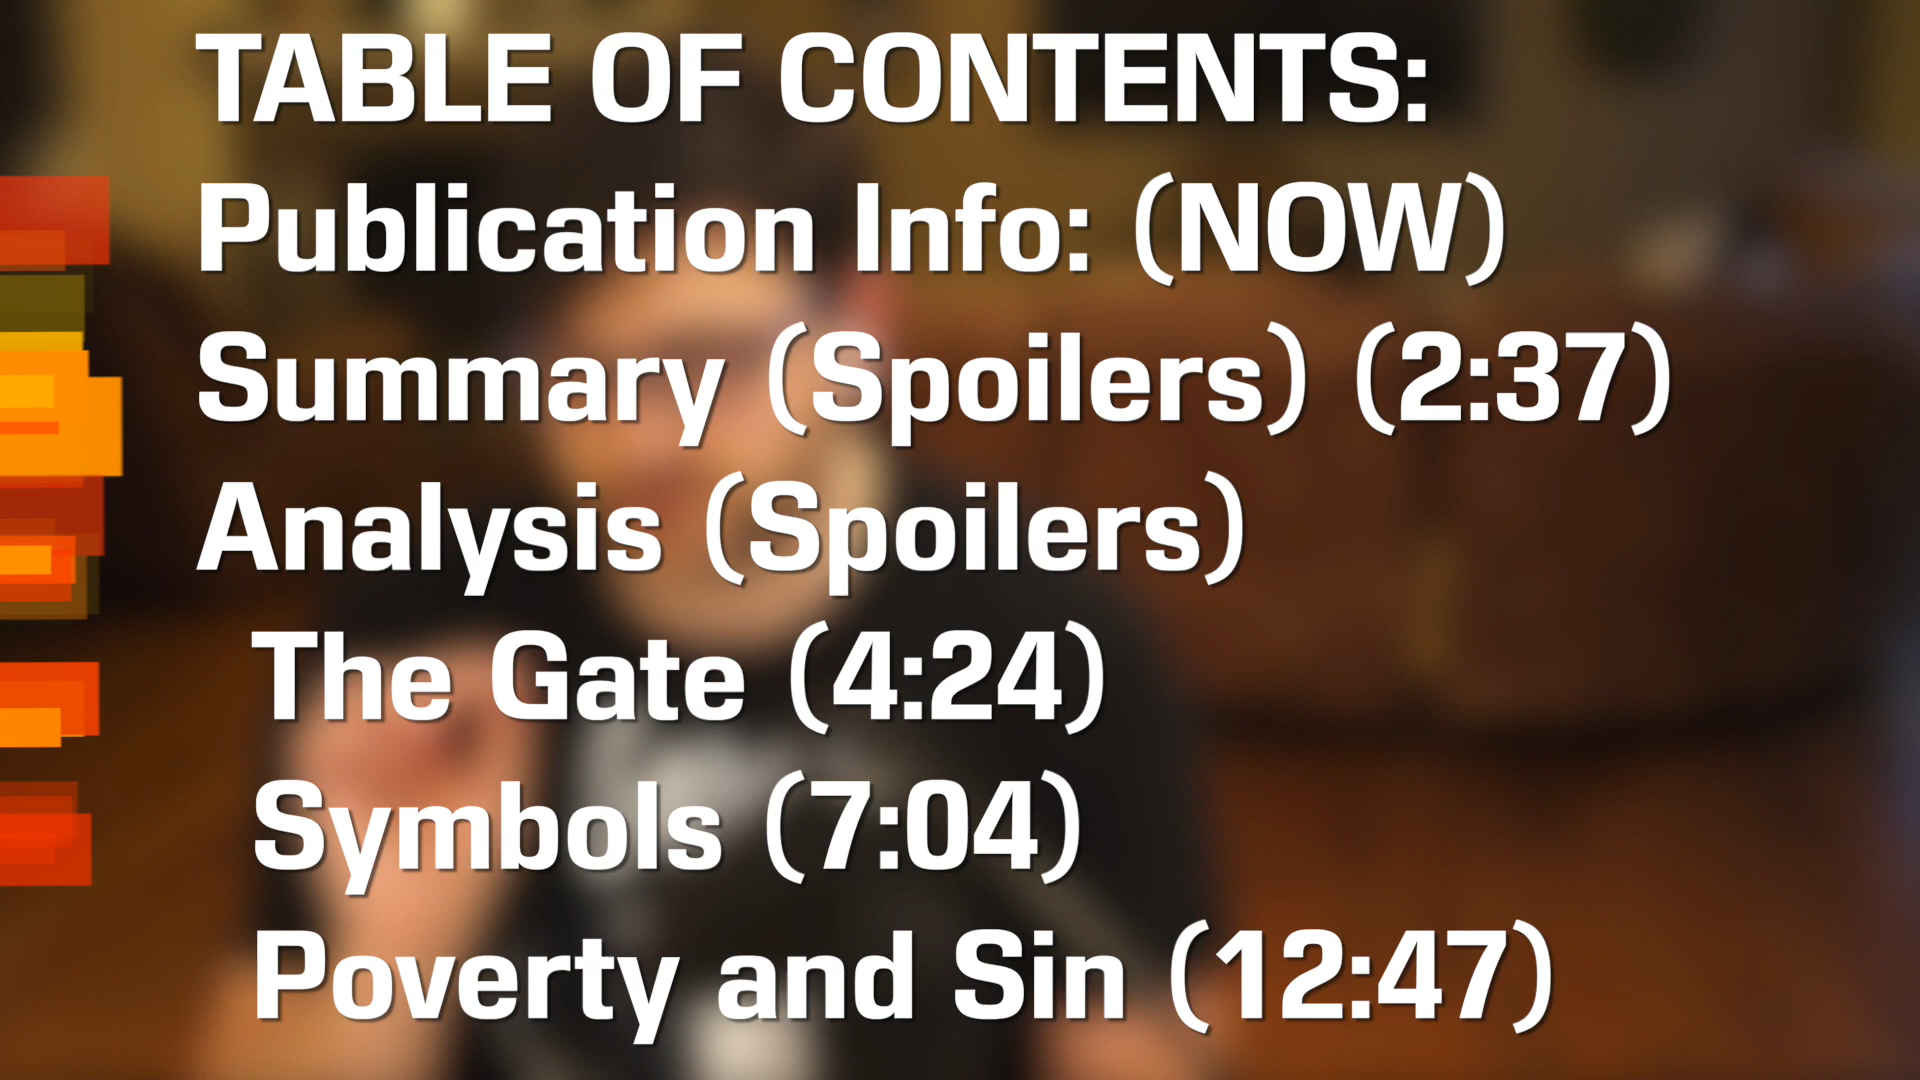 TABLE OF CONTENTS:
Publication Info: (NOW)
Summary (Spoilers) (2:37)
Analysis (Spoilers)
The Gate (4:24)
Symbols (7:04)
Poverty and Sin (12:47)